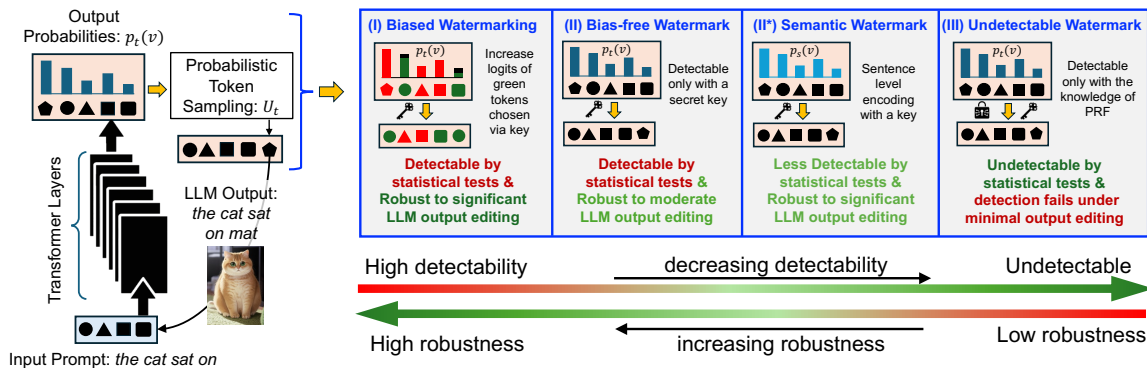 Output
Probabilities: p_t(v)
Probabilistic
Token
Sampling: U_t
Transformer Layers
LLM Output:
the cat sat
on mat
Input Prompt: the cat sat on
(I) Biased Watermarking
p_t(v)
Increase
logits of
green
tokens
chosen
via key
Detectable by
statistical tests &
Robust to significant
LLM output editing
(II) Bias-free Watermark
p_t(v)
Detectable
only with a
secret key
Detectable by
statistical tests &
Robust to moderate
LLM output editing
(II*) Semantic Watermark
p_s(v)
Sentence
level
encoding
with a key
Less Detectable by
statistical tests &
Robust to significant
LLM output editing
(III) Undetectable Watermark
p_t(v)
Detectable
only with the
knowledge of
PRF
Undetectable by
statistical tests &
detection fails under
minimal output editing
High detectability
decreasing detectability
Undetectable
High robustness
increasing robustness
Low robustness